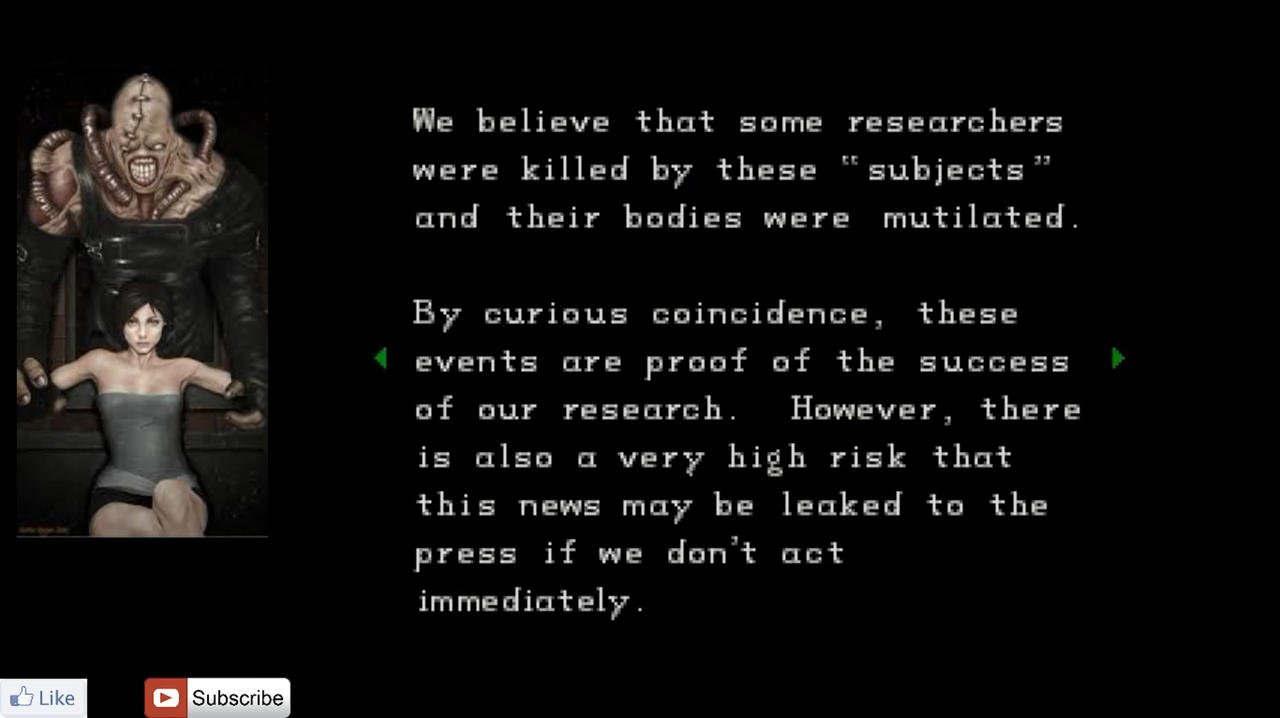 We believe that some researchers
were killed by these "subjects"
and their bodies were mutilated.
By curious coincidence, these
events are proof of the success
of our research. However, there
is also a very high risk that
this news may be leaked to the
press if we don't act
immediately.
Like
Subscribe